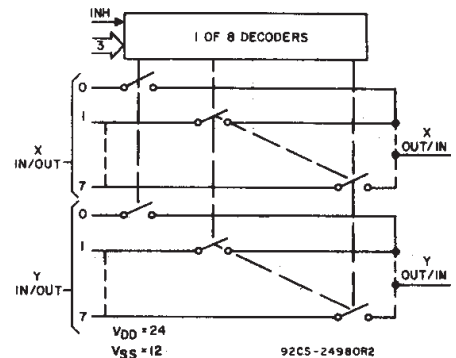 INH
3
1 OF 8 DECODERS
0
1
X
IN/OUT
7
X
OUT/IN
0
1
Y
IN/OUT
7
Y
OUT/IN
VDD = 24
VSS = 12
92CS-24980R2